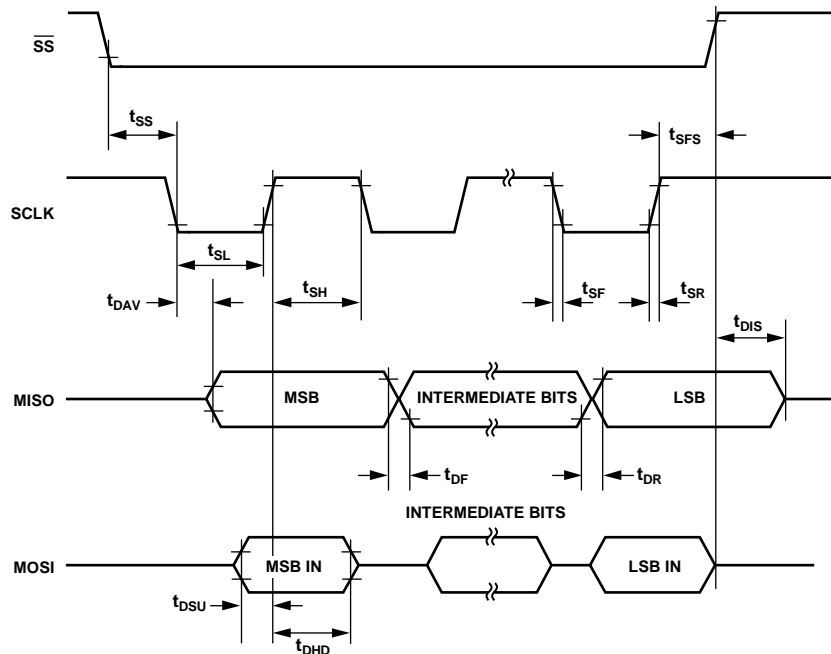 SS
tSS
tSFS
SCLK
tSL
tSH
tSF
tSR
tDAV
tDIS
MISO
MSB
INTERMEDIATE BITS
LSB
tDF
tDR
INTERMEDIATE BITS
MOSI
MSB IN
LSB IN
tDSU
tDHD